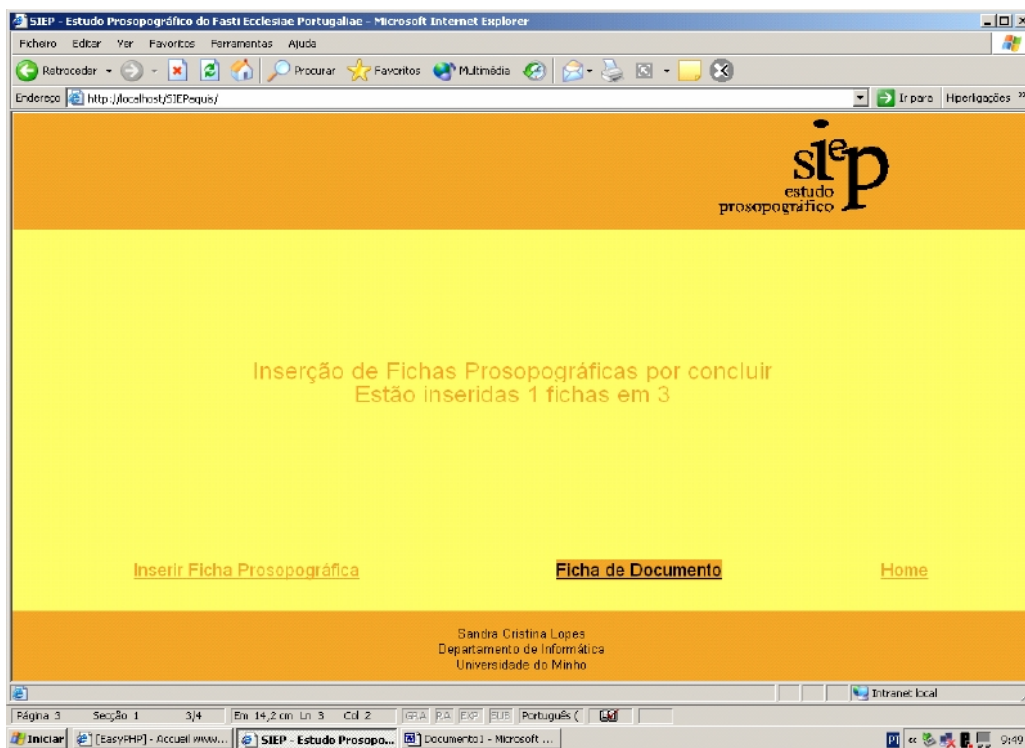 SIEP - Estudo Prosopográfico do Fasti Ecclesiae Portugaliae - Microsoft Internet Explorer
Ficheiro Editar Ver Favoritos Ferramentas Ajuda
Retroceder Procurar Favoritos Multimédia
Endereço http://localhost/SIEPequis/ Ir para Hiperligações »
siep
estudo
prosopográfico
Inserção de Fichas Prosopográficas por concluir
Estão inseridas 1 fichas em 3
Inserir Ficha Prosopográfica Ficha de Documento Home
Sandra Cristina Lopes
Departamento de Informática
Universidade do Minho
Intranet local
Página 3 Secção 1 3/4 Em 14,2 cm Ln 3 Col 2 GRA RA EXP SUB Português (
Iniciar [EasyPHP] - Accueil www... SIEP - Estudo Prosopo... Documento1 - Microsoft ... PT « 9:49